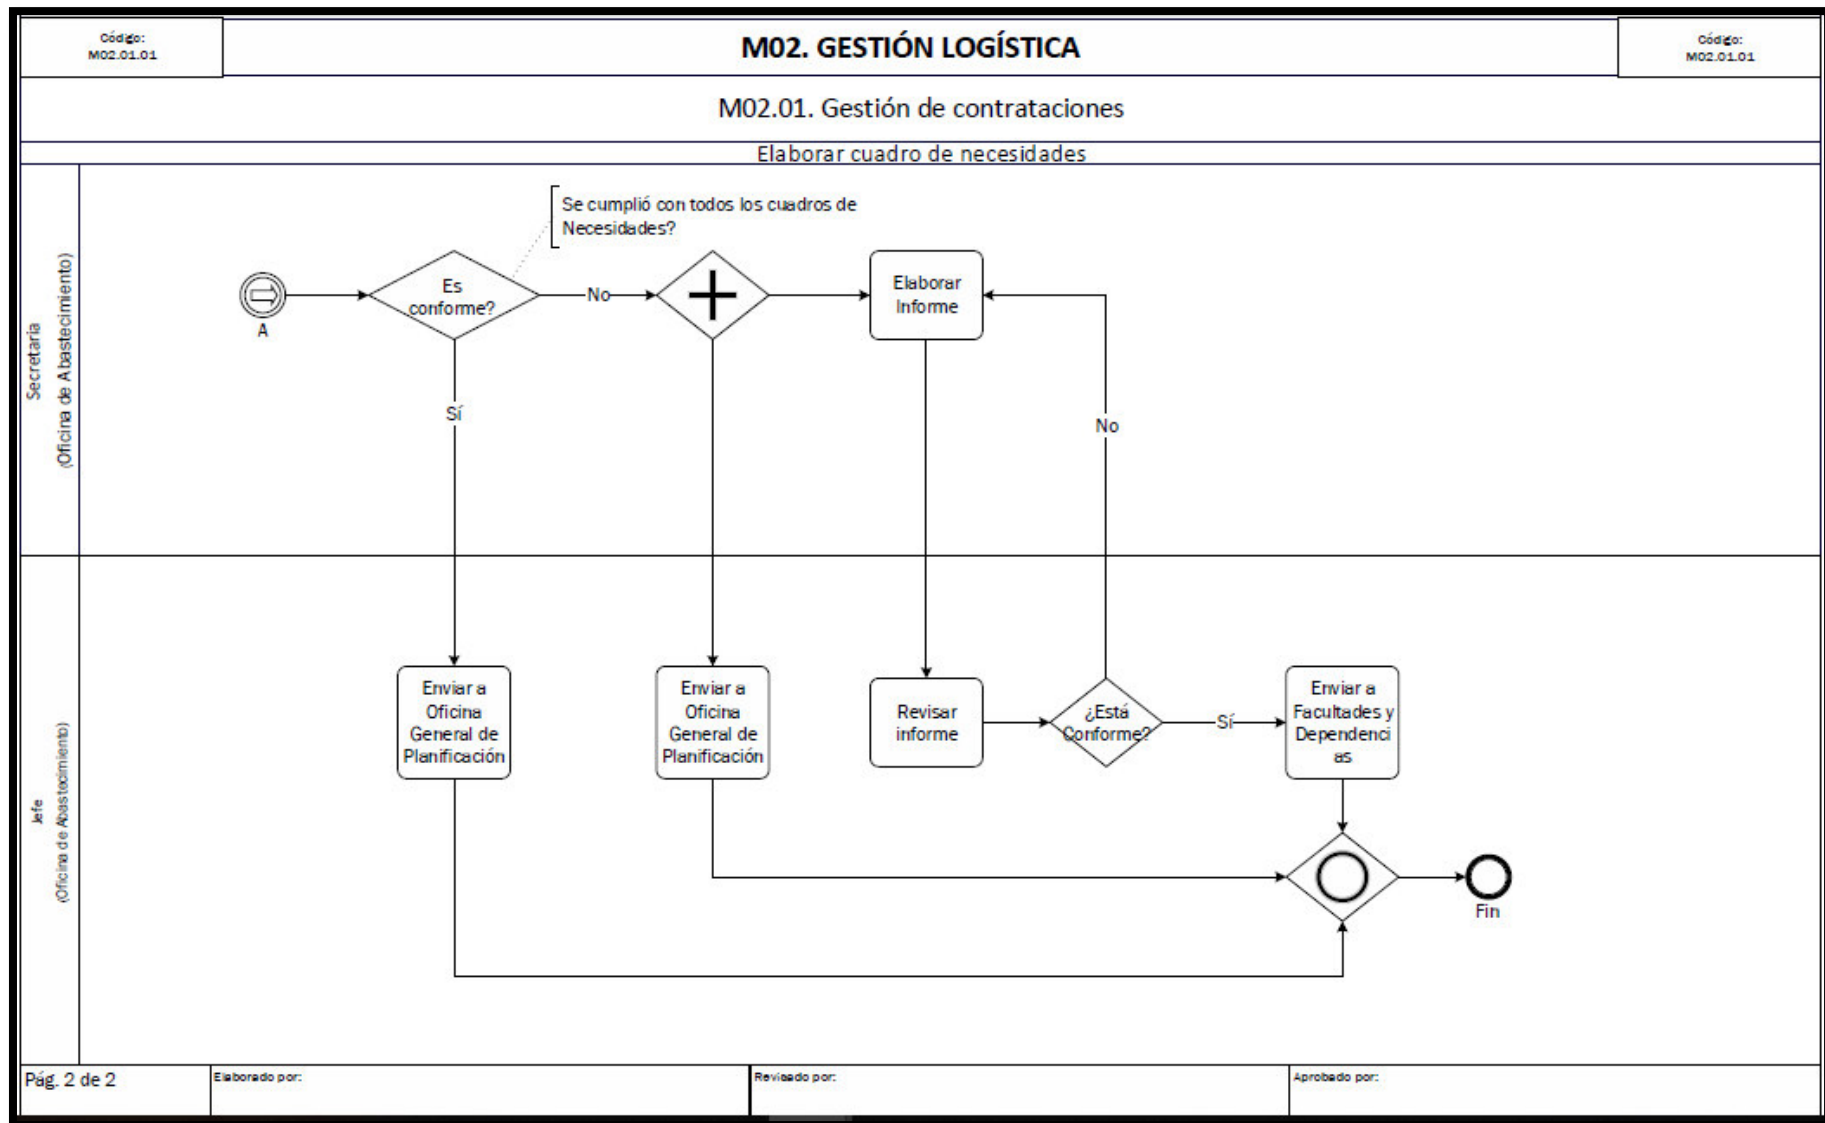 Código:
M02.01.01
M02. GESTIÓN LOGÍSTICA
Código:
M02.01.01
M02.01. Gestión de contrataciones
Elaborar cuadro de necesidades
Secretaria
(Oficina de Abastecimiento)
Se cumplió con todos los cuadros de
Necesidades?
A
Es
conforme?
No
Elaborar
Informe
Sí
No
Jefe
(Oficina de Abastecimiento)
Enviar a
Oficina
General de
Planificación
Enviar a
Oficina
General de
Planificación
Revisar
informe
¿Está
Conforme?
Sí
Enviar a
Facultades y
Dependenci
as
Fin
Pág. 2 de 2
Elaborado por:
Revisado por:
Aprobado por: